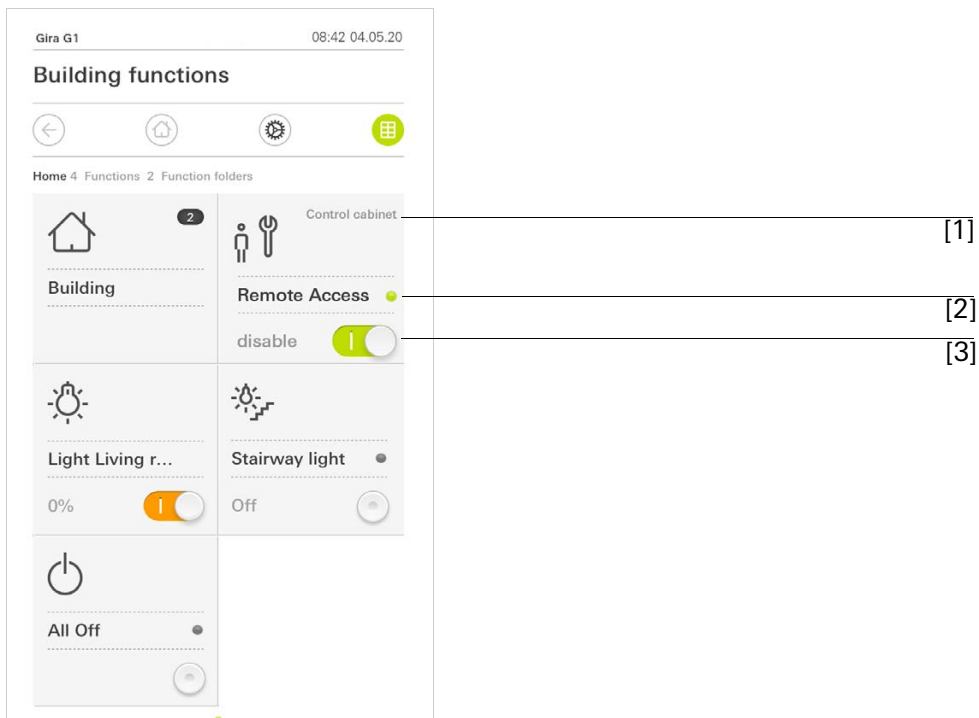 Gira G1 08:42 04.05.20
Building functions
Home 4 Functions 2 Function folders
2
Building
Control cabinet
Remote Access
disable
Light Living r...
0%
Stairway light
Off
All Off
[1]
[2]
[3]